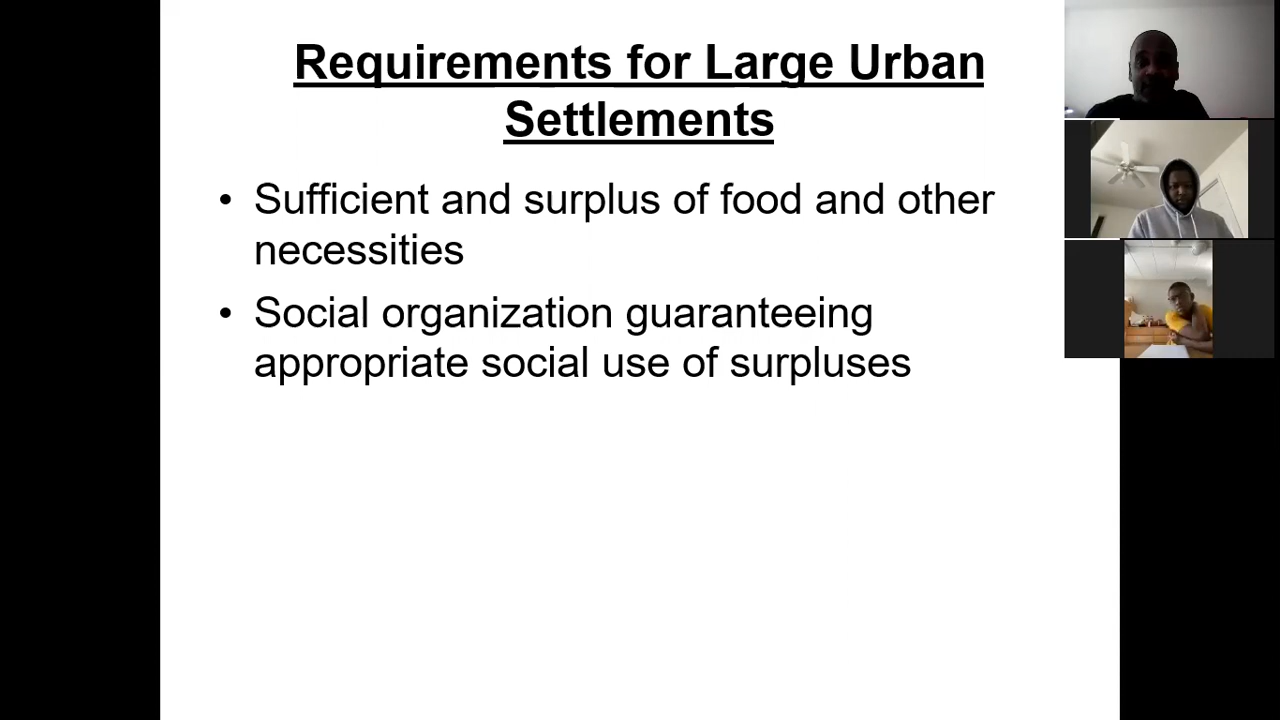 Requirements for Large Urban
Settlements
• Sufficient and surplus of food and other
necessities
• Social organization guaranteeing
appropriate social use of surpluses